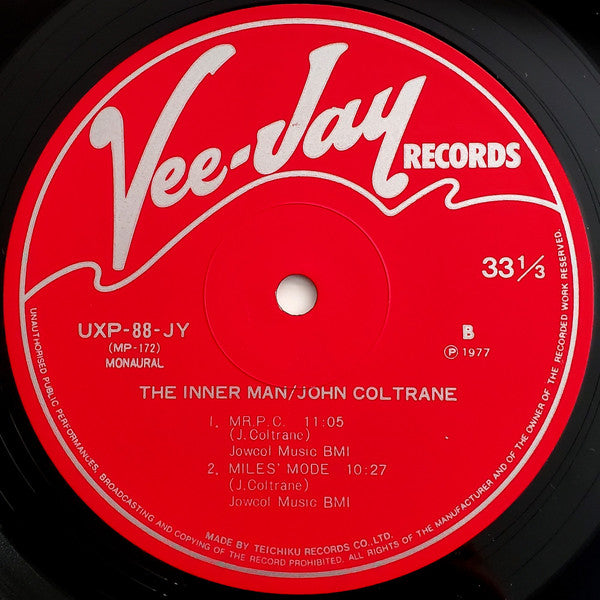 Vee-Jay
RECORDS
33 1/3
UXP-88-JY
(MP-172)
MONAURAL
B
Ⓟ 1977
THE INNER MAN/JOHN COLTRANE
1. MR.P.C. 11:05
(J. Coltrane)
Jowcol Music BMI
2. MILES' MODE 10:27
(J. Coltrane)
Jowcol Music BMI
MADE BY TEICHIKU RECORDS CO. LTD.
UNAUTHORISED PUBLIC PERFORMANCES, BROADCASTING AND COPYING OF THE RECORD PROHIBITED. ALL RIGHTS OF THE MANUFACTURER AND OF THE OWNER OF THE RECORDED WORK RESERVED.